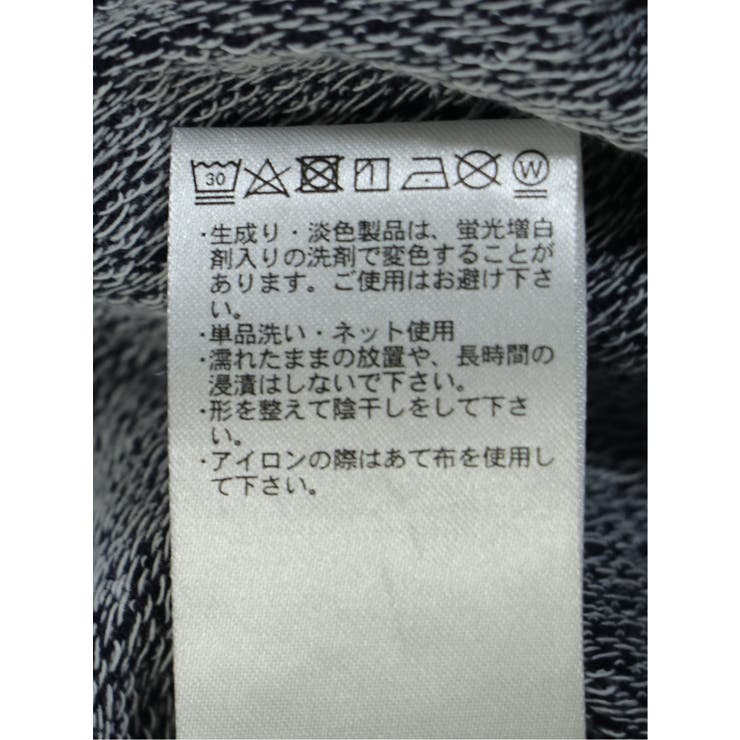 30 W
・生成り・淡色製品は、蛍光増白
剤入りの洗剤で変色することが
あります。ご使用はお避け下さ
い。
・単品洗い・ネット使用
・濡れたままの放置や、長時間の
浸漬はしないで下さい。
・形を整えて陰干しをして下さ
い。
・アイロンの際はあて布を使用し
て下さい。